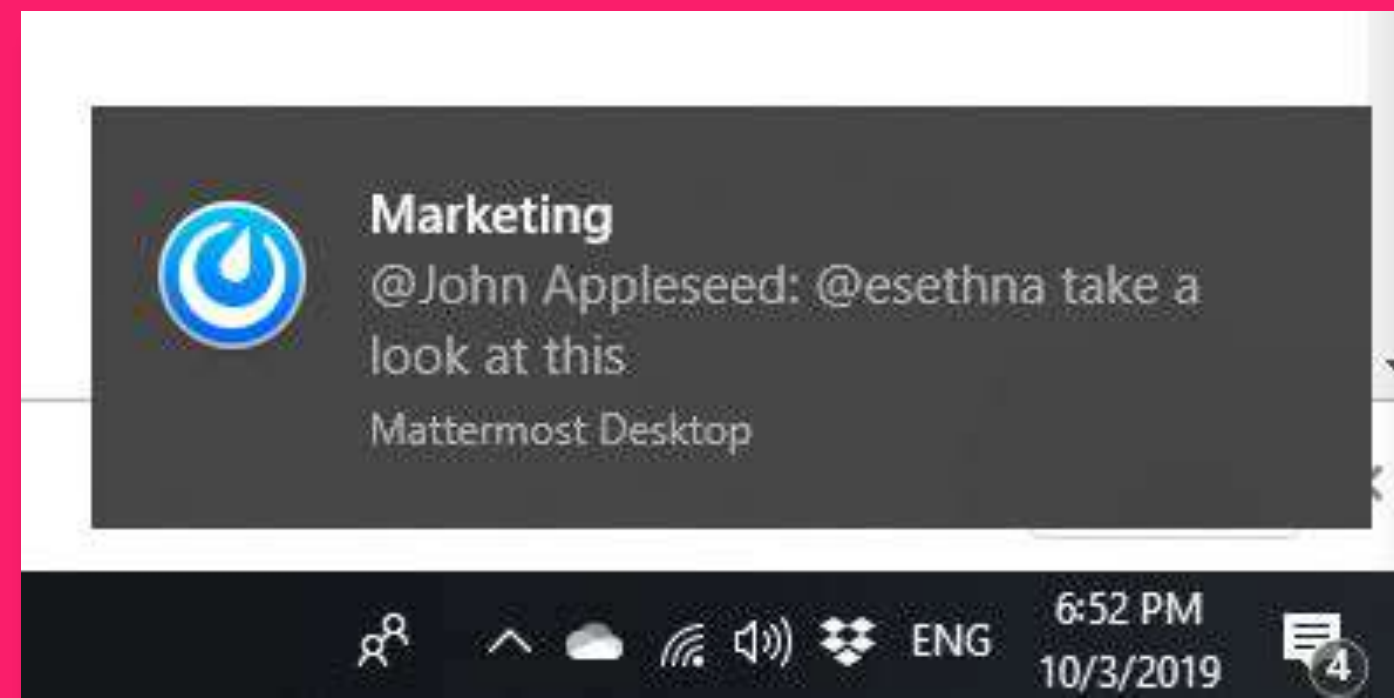 Marketing
@John Appleseed: @esethna take a
look at this
Mattermost Desktop
ENG
6:52 PM
10/3/2019
4